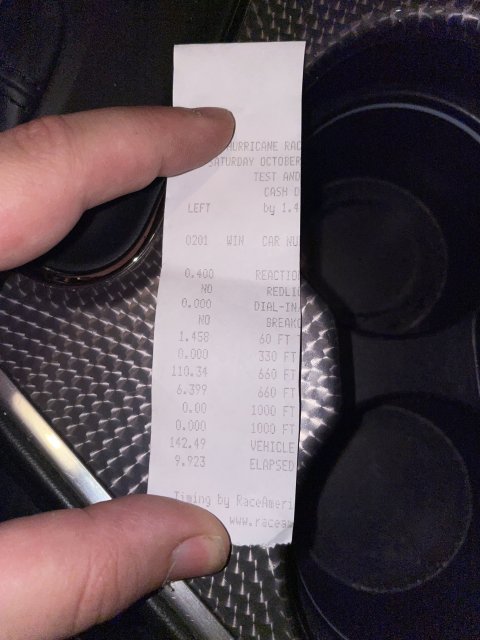 HURRICANE RAC
SATURDAY OCTOBER
TEST AND
CASH D
LEFT by 1.4
0201 WIN CAR NU
0.400 REACTIO
NO REDLI
0.000 DIAL-IN
NO BREAKO
1.458 60 FT
0.000 330 FT
110.34 660 FT
6.399 660 FT
0.00 1000 FT
0.000 1000 FT
142.49 VEHICLE
9.923 ELAPSED
Timing by RaceAmeri
www.raceam